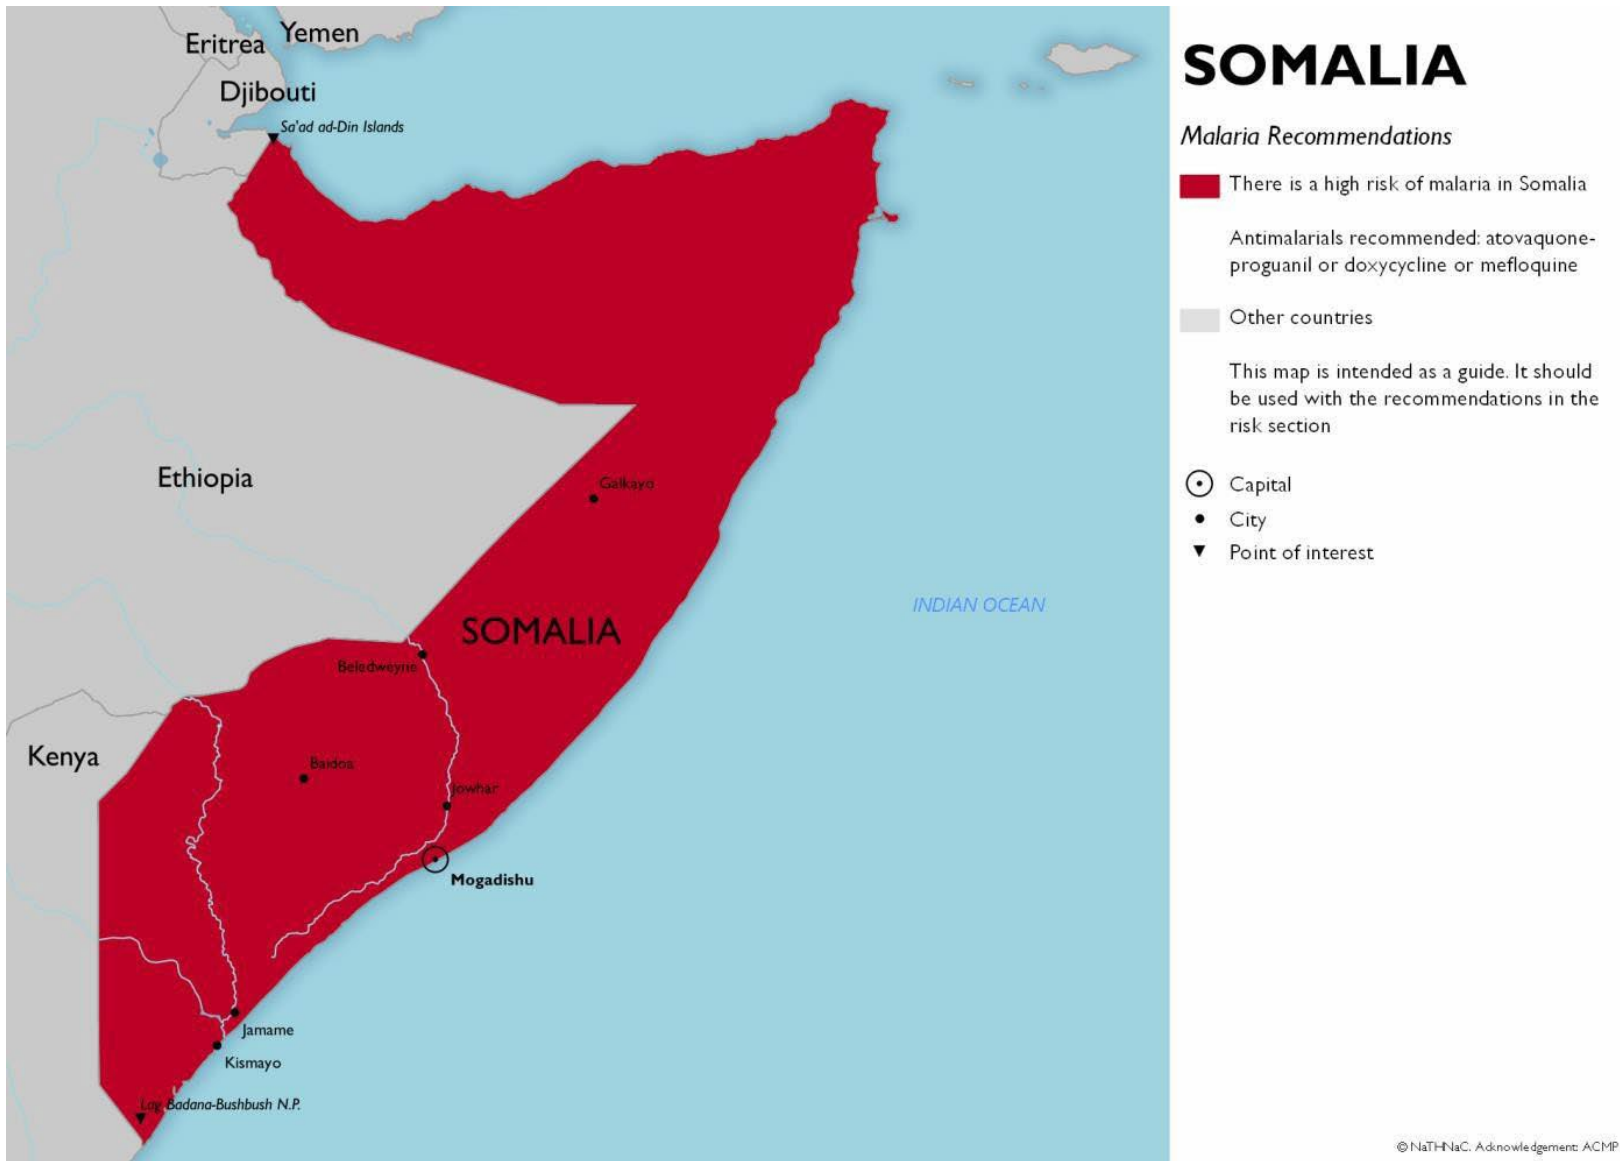 Eritrea
Yemen
Djibouti
Sa'ad ad-Din Islands
Ethiopia
Galkayo
SOMALIA
INDIAN OCEAN
Beledweyne
Kenya
Baidoa
Jowhar
Mogadishu
Jamame
Kismayo
Lag Badana-Bushbush N.P.
SOMALIA
Malaria Recommendations
There is a high risk of malaria in Somalia
Antimalarials recommended: atovaquone-
proguanil or doxycycline or mefloquine
Other countries
This map is intended as a guide. It should
be used with the recommendations in the
risk section
Capital
City
Point of interest
© NaTHNaC. Acknowledgement: ACMP